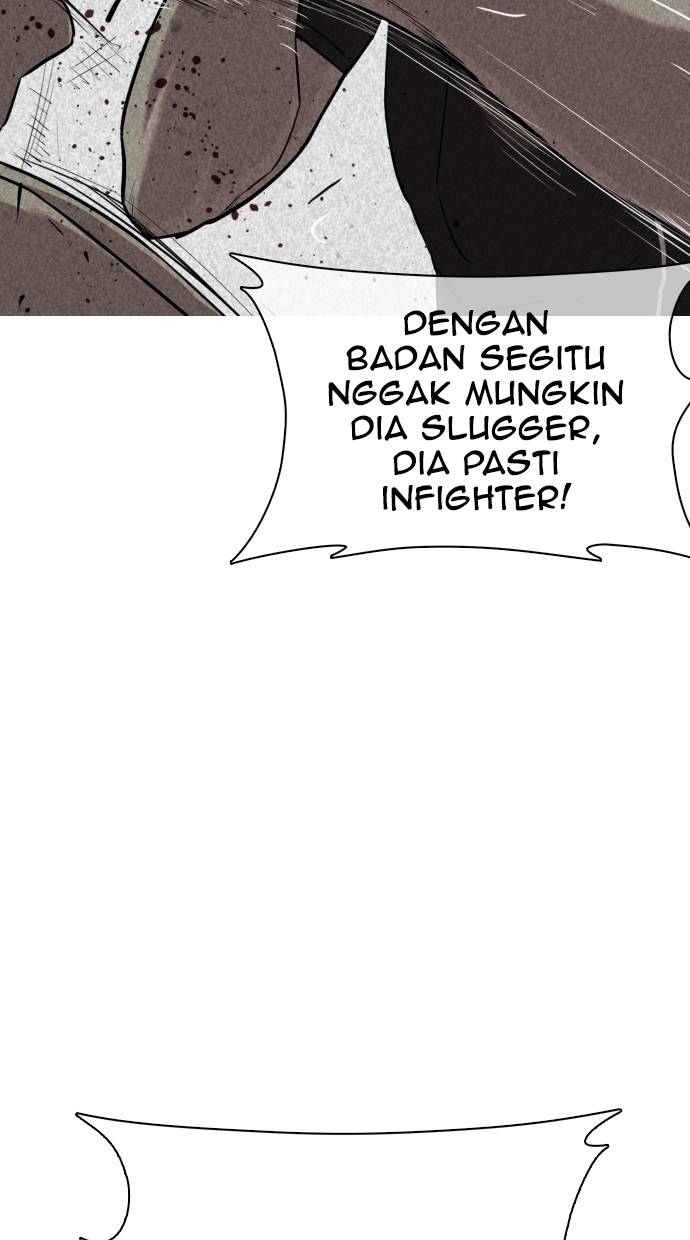 DENGAN
BADAN SEGITU
NGGAK MUNGKIN
DIA SLUGGER,
DIA PASTI
INFIGHTER!